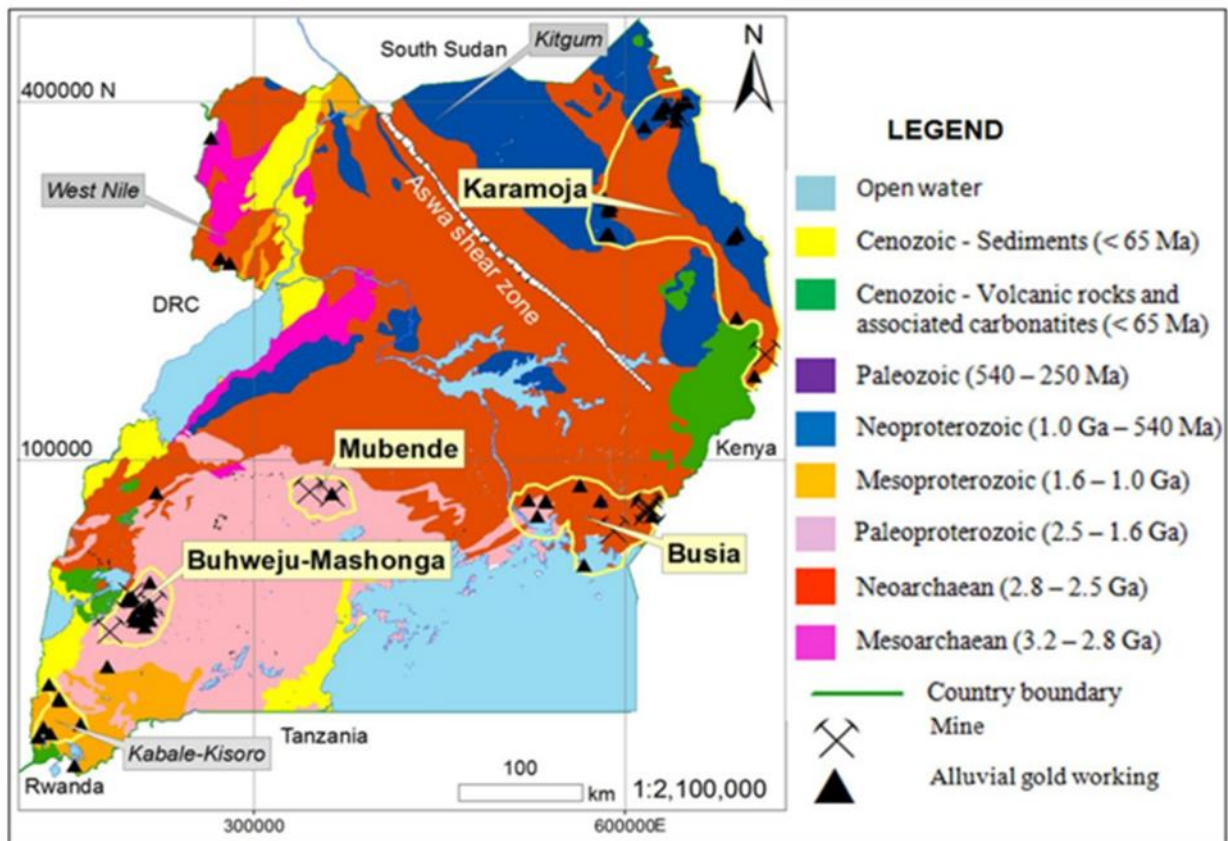 South Sudan
Kitgum
N
400000 N
West Nile
Karamoja
Aswa shear zone
DRC
100000
Mubende
Kenya
Buhweju-Mashonga
Busia
Tanzania
Kabale-Kisoro
Rwanda
100
km
1:2,100,000
300000
600000E
LEGEND
Open water
Cenozoic - Sediments (< 65 Ma)
Cenozoic - Volcanic rocks and
associated carbonatites (< 65 Ma)
Paleozoic (540 – 250 Ma)
Neoproterozoic (1.0 Ga – 540 Ma)
Mesoproterozoic (1.6 – 1.0 Ga)
Paleoproterozoic (2.5 – 1.6 Ga)
Neoarchaean (2.8 – 2.5 Ga)
Mesoarchaean (3.2 – 2.8 Ga)
Country boundary
Mine
Alluvial gold working